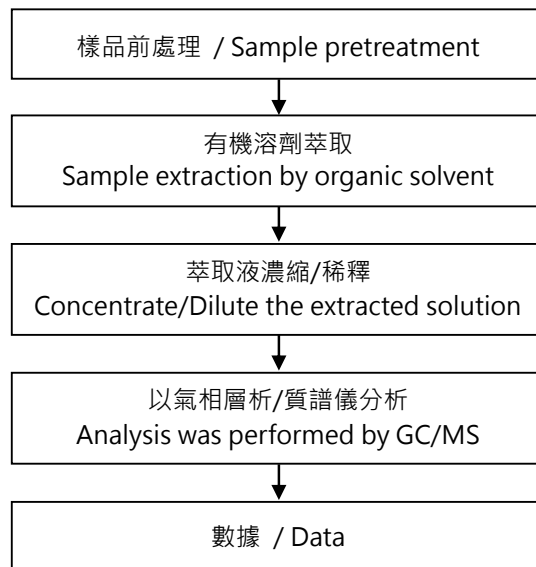 樣品前處理 / Sample pretreatment
有機溶劑萃取
Sample extraction by organic solvent
萃取液濃縮/稀釋
Concentrate/Dilute the extracted solution
以氣相層析/質譜儀分析
Analysis was performed by GC/MS
數據 / Data